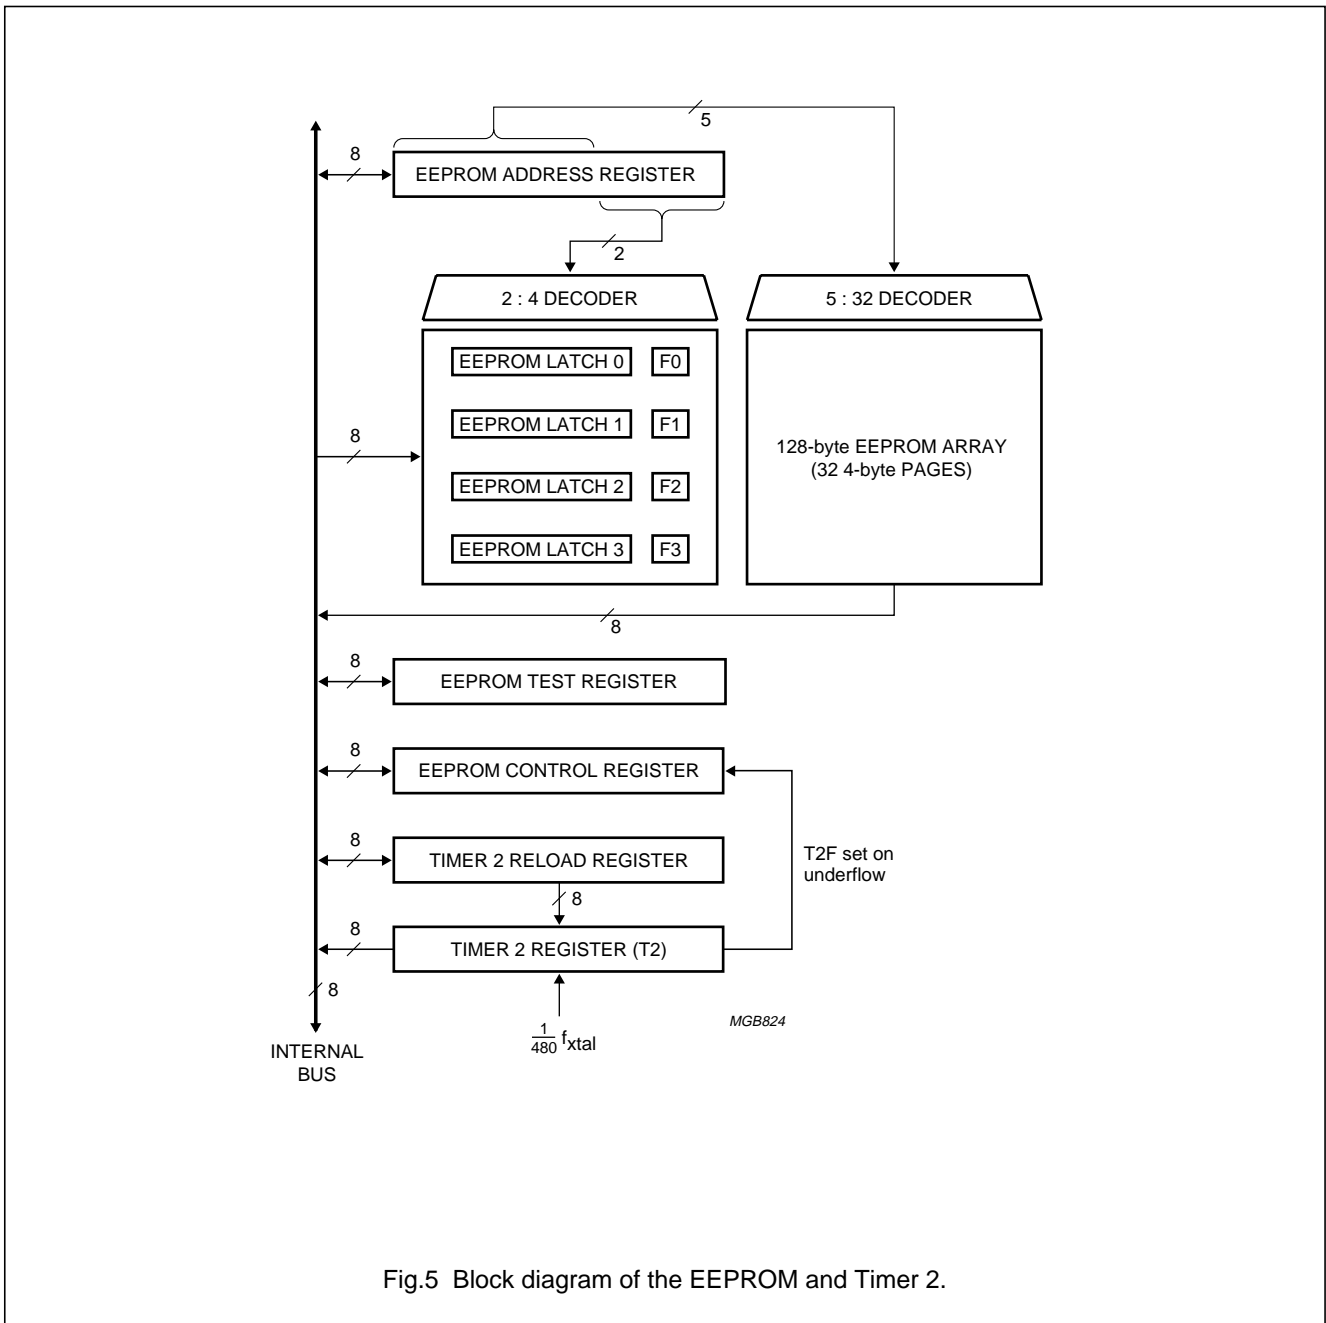 5
8
EEPROM ADDRESS REGISTER
2
2 : 4 DECODER
5 : 32 DECODER
EEPROM LATCH 0 F0
EEPROM LATCH 1 F1
8
128-byte EEPROM ARRAY
(32 4-byte PAGES)
EEPROM LATCH 2 F2
EEPROM LATCH 3 F3
8
8
EEPROM TEST REGISTER
8
EEPROM CONTROL REGISTER
8
TIMER 2 RELOAD REGISTER
T2F set on
underflow
8
8
TIMER 2 REGISTER (T2)
8
MGB824
1/480 fxtal
INTERNAL
BUS
Fig.5 Block diagram of the EEPROM and Timer 2.